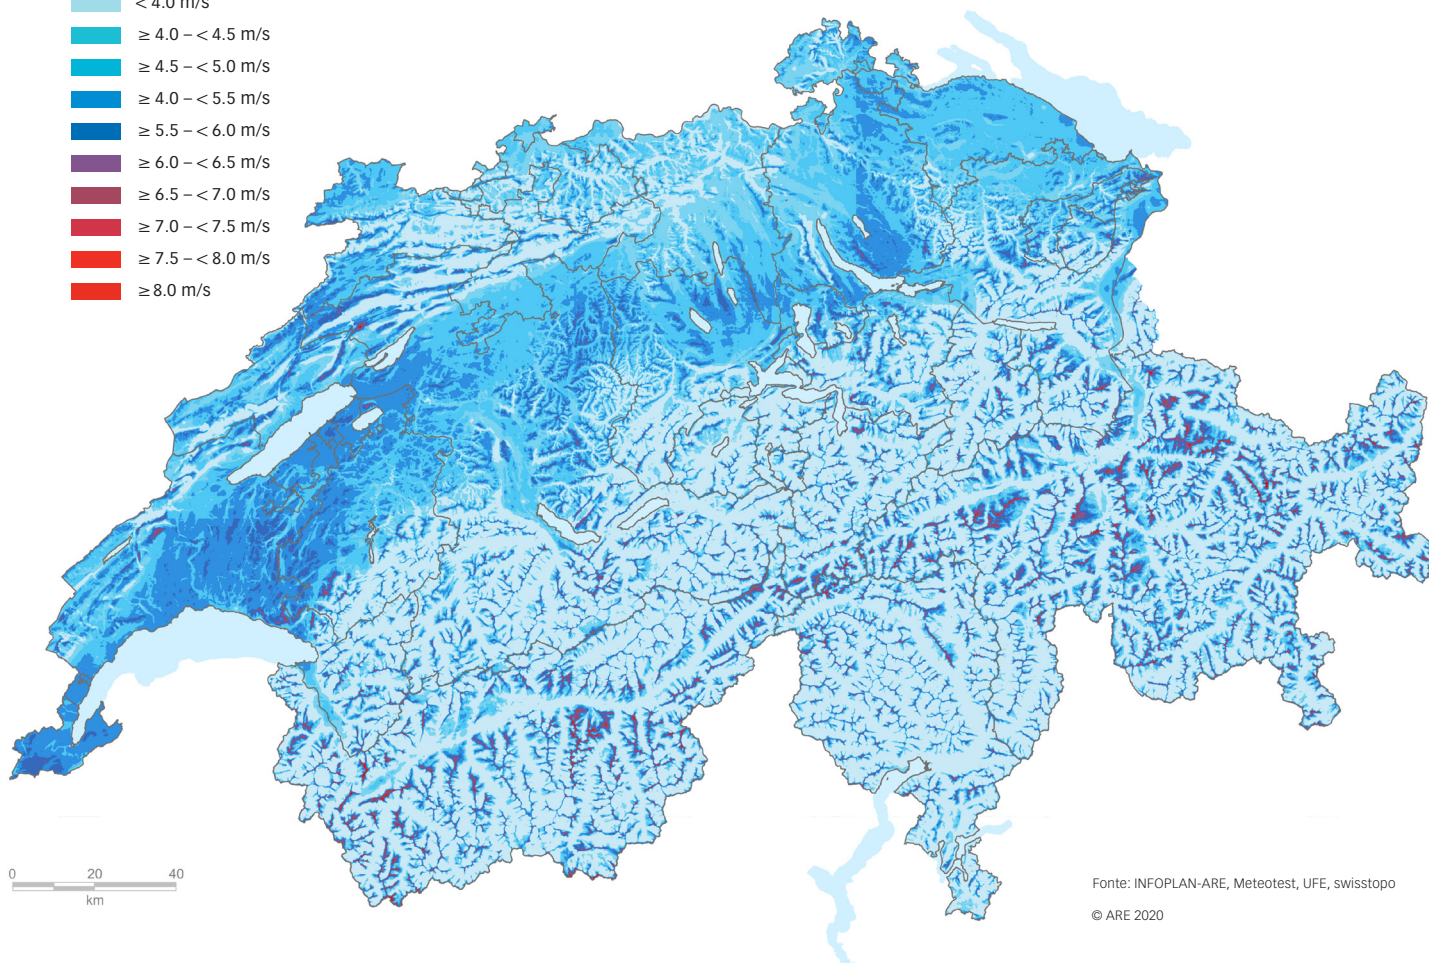 < 4.0 m/s
≥ 4.0 – < 4.5 m/s
≥ 4.5 – < 5.0 m/s
≥ 4.0 – < 5.5 m/s
≥ 5.5 – < 6.0 m/s
≥ 6.0 – < 6.5 m/s
≥ 6.5 – < 7.0 m/s
≥ 7.0 – < 7.5 m/s
≥ 7.5 – < 8.0 m/s
≥ 8.0 m/s
0 20 40
km
Fonte: INFOPLAN-ARE, Meteotest, UFE, swisstopo
© ARE 2020